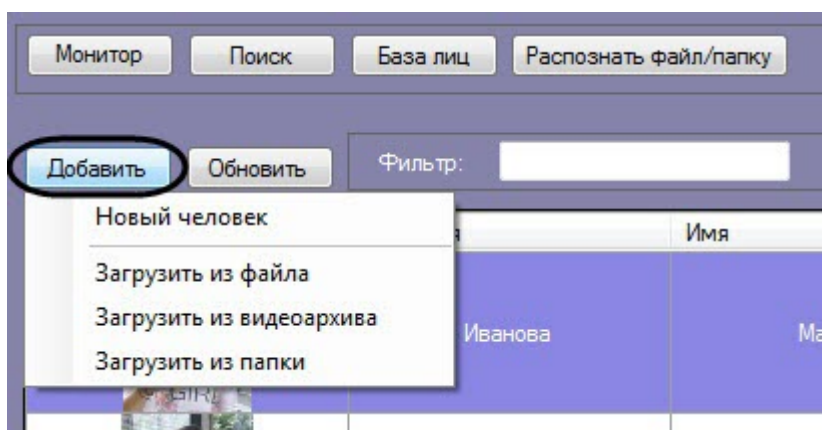 Монитор Поиск База лиц Распознать файл/папку
Добавить Обновить Фильтр:
Новый человек
Имя
Загрузить из файла
Загрузить из видеоархива
Иванова
Загрузить из папки
GIRL